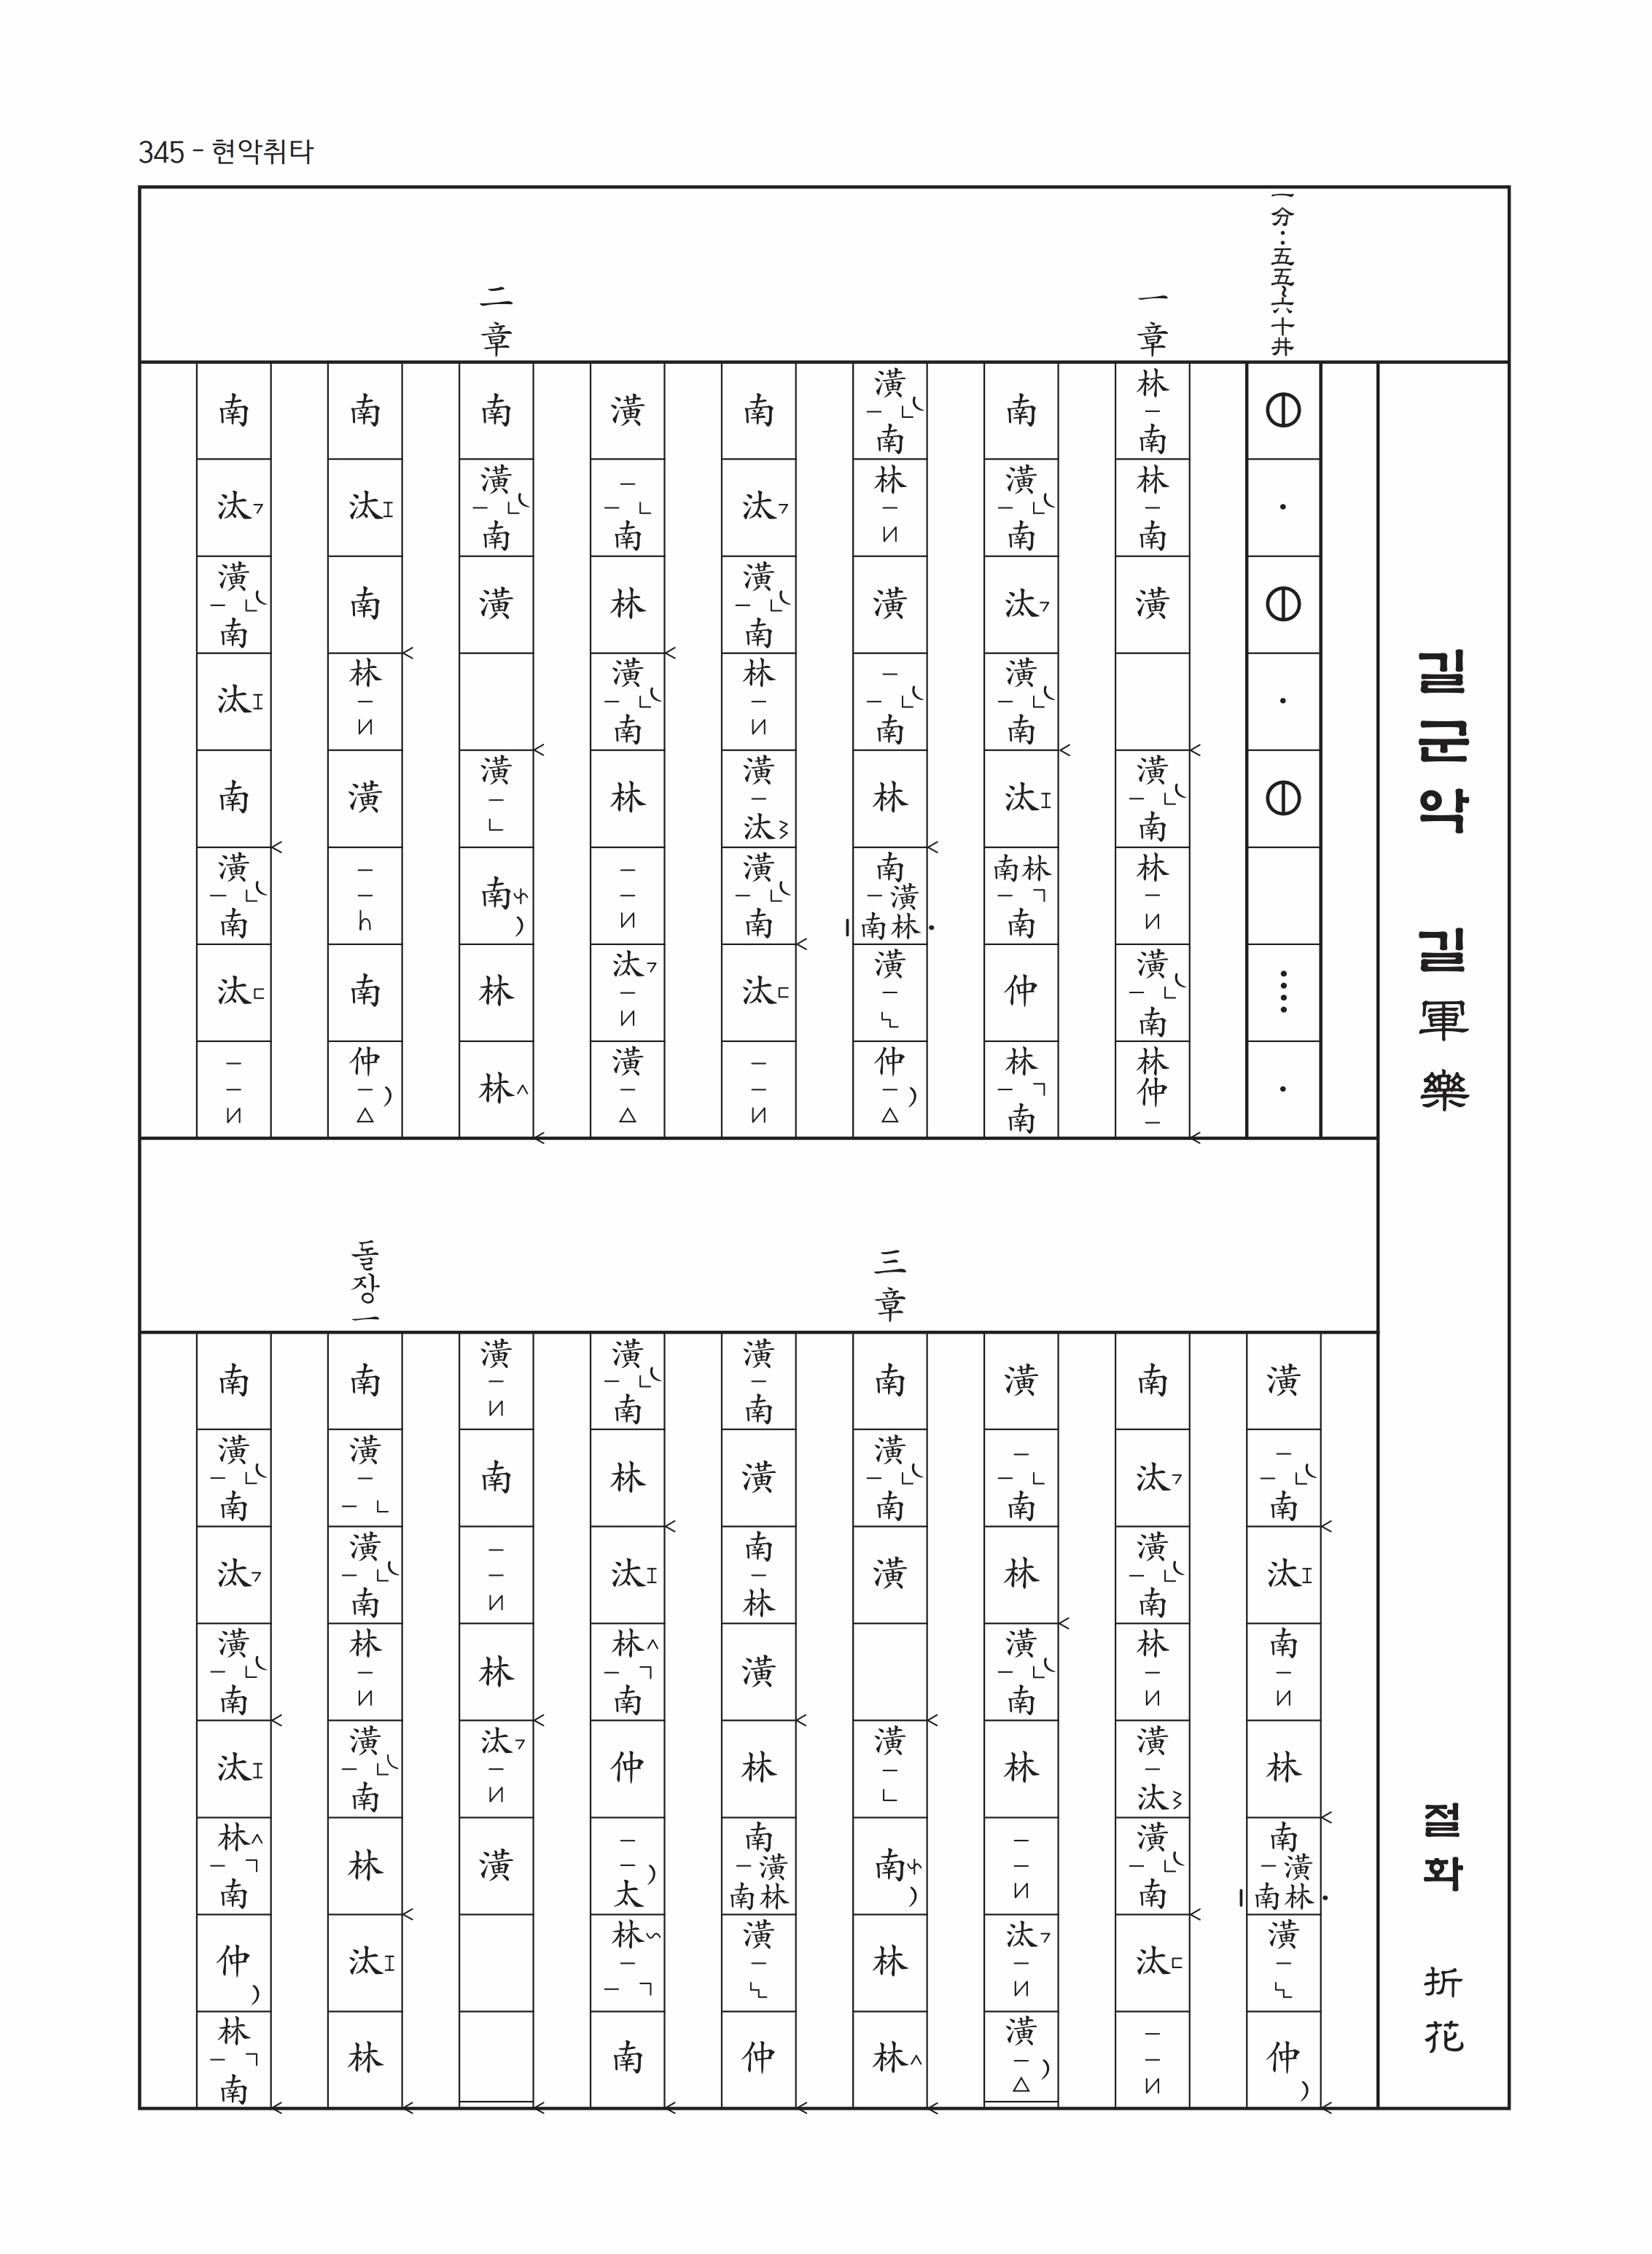 345 - 현악취타
길군악 길軍樂
절화 折花
一分：五五~六十井
一章
林 – 南 林 – 南 潢 潢 – ㄴ 南 林 – И 潢 – ㄴ 南 林 仲 –
南 潢 – ㄴ 南 汰 ㄱ 潢 – ㄴ 南 汰 工 南 林 – ㄱ 南 仲 林 – ㄱ 南
潢 – ㄴ 南 林 – И 潢 – – ㄴ 南 林 南 – 潢 南 林 潢 – 仲 – △
南 汰 ㄱ 潢 – ㄴ 南 林 – И 潢 – 汰 潢 – ㄴ 南 汰 ㄷ – – И
潢 – – ㄴ 南 林 潢 – ㄴ 南 林 – – И 汰 ㄱ – И 潢 – △
二章
南 潢 – ㄴ 南 潢 潢 – ㄴ 南 林 林 ㅅ
南 汰 工 南 林 – И 潢 – – h 南 仲 – △
南 汰 ㄱ 潢 – ㄴ 南 汰 工 南 潢 – ㄴ 南 汰 ㄷ – – И
潢 – – ㄴ 南 汰 工 南 – И 林 南 – 潢 南 林 潢 – 仲
南 汰 ㄱ 潢 – ㄴ 南 林 – И 潢 – 汰 潢 – ㄴ 南 汰 ㄷ – – И
潢 – – ㄴ 南 林 潢 – ㄴ 南 林 – – И 汰 ㄱ – И 潢 – △
三章
南 潢 – ㄴ 南 潢 潢 – ㄴ 南 林 林 ㅅ
潢 – 南 潢 南 – 林 潢 林 南 – 潢 南 林 潢 – 仲
潢 – ㄴ 南 林 汰 工 林 ㅅ – ㄱ 南 仲 – – 太 林 – – ㄱ 南
潢 – И 南 – – И 林 汰 ㄱ – И 潢
돌장一
南 潢 – – ㄴ 潢 – ㄴ 南 林 – И 潢 – ㄴ 南 林 汰 工 林
南 潢 – ㄴ 南 汰 ㄱ 潢 – ㄴ 南 汰 工 林 ㅅ – ㄱ 南 仲 林 – ㄱ 南